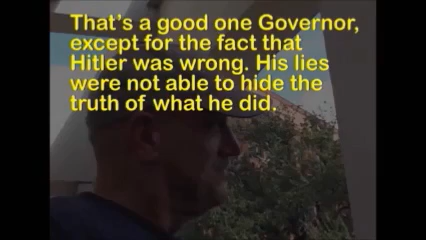 That's a good one Governor,
except for the fact that
Hitler was wrong. His lies
were not able to hide the
truth of what he did.